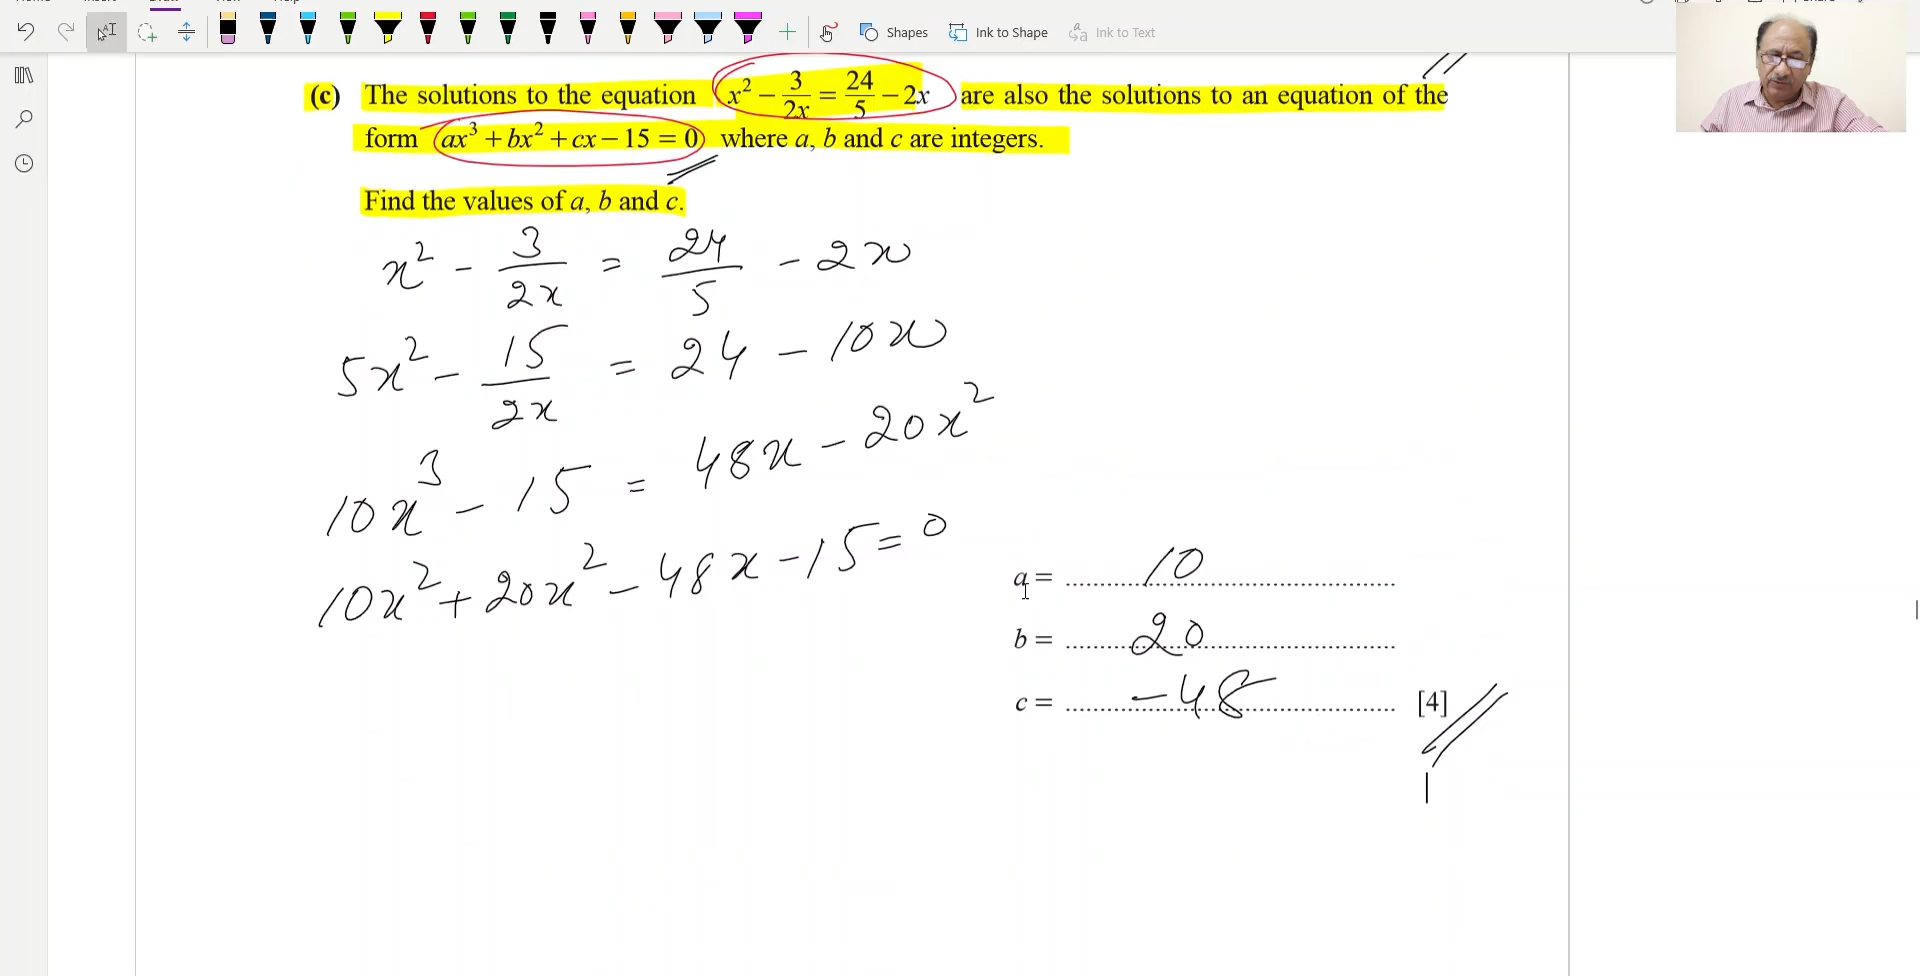 Shapes Ink to Shape Ink to Text
(c) The solutions to the equation x² − 3/2x = 24/5 − 2x are also the solutions to an equation of the
form ax³ + bx² + cx − 15 = 0 where a, b and c are integers.
Find the values of a, b and c.
x² − 3/2x = 24/5 − 2x
5x² − 15/2x = 24 − 10x
10x³ − 15 = 48x − 20x²
10x² + 20x² − 48x − 15 = 0
a = 10
b = 20
c = −48 [4]